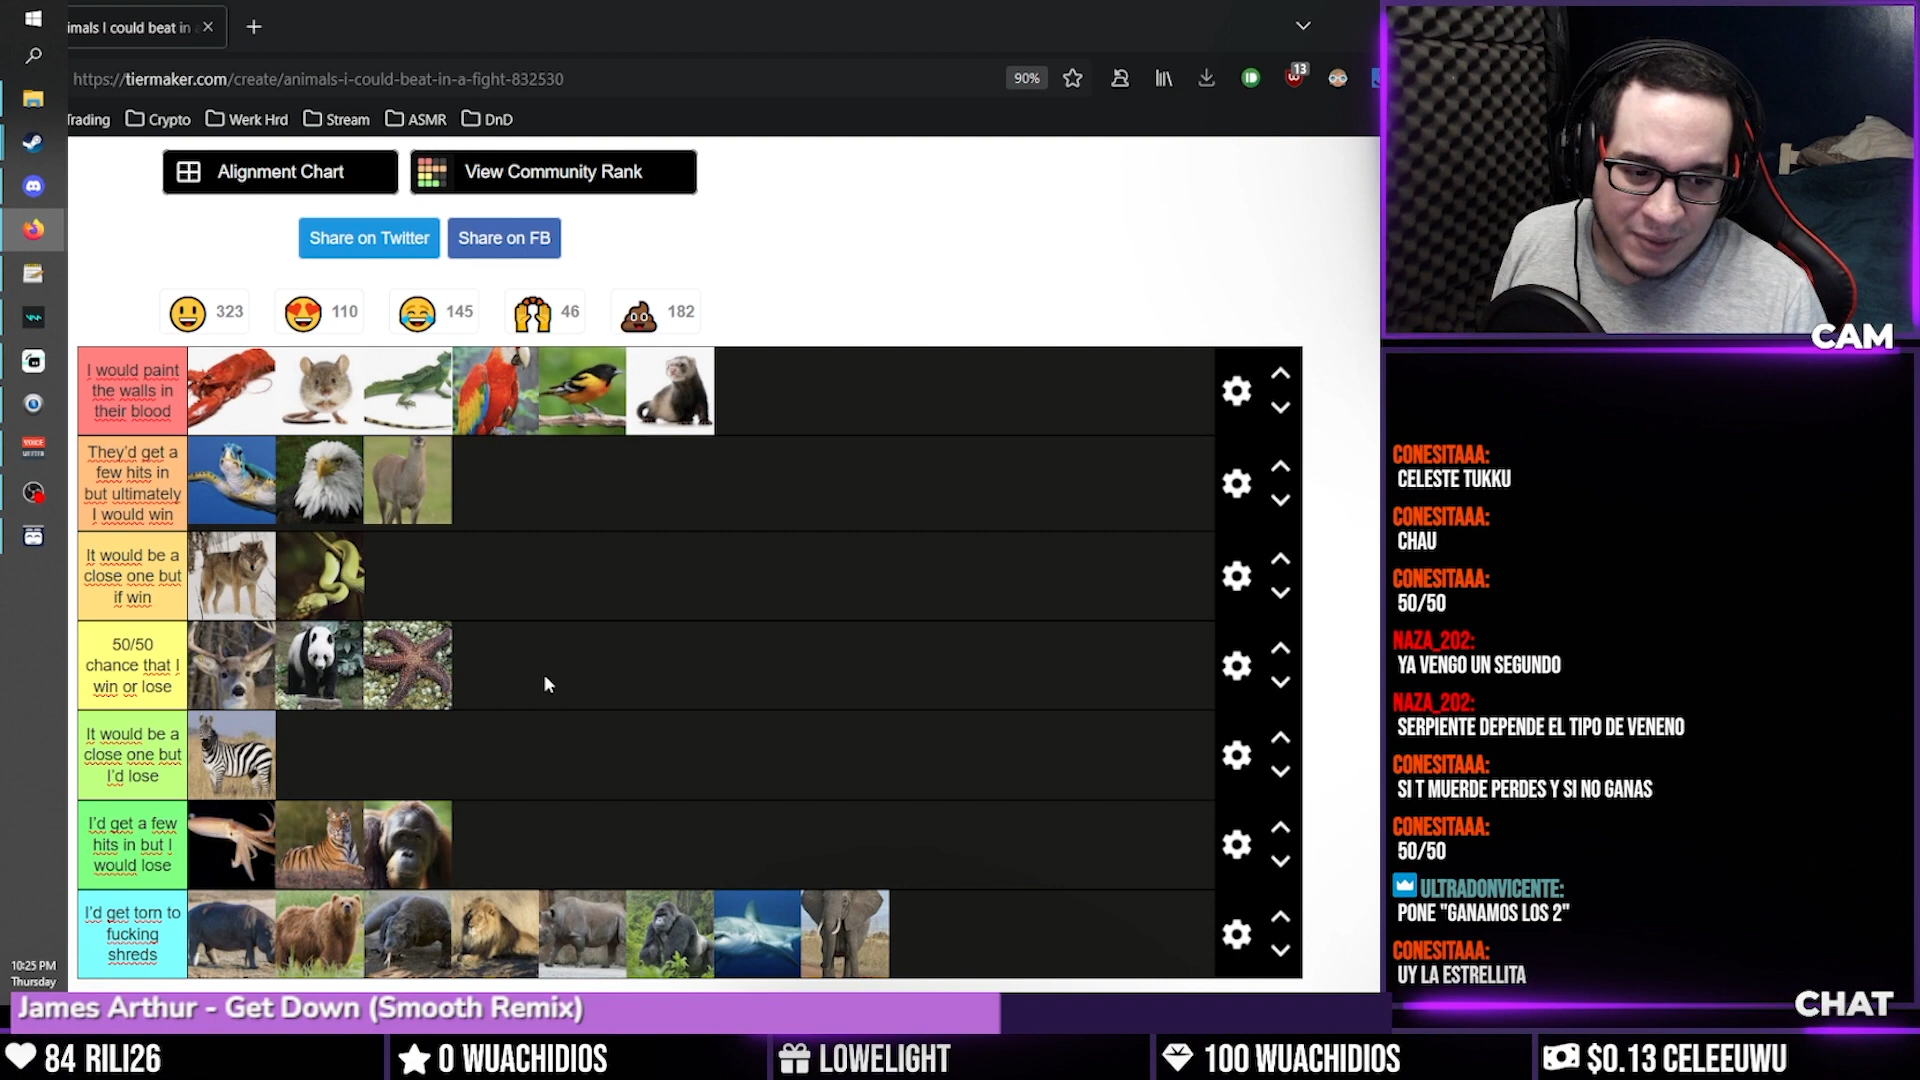 imals I could beat in
https://tiermaker.com/create/animals-i-could-beat-in-a-fight-832530
90%
13
Trading
Crypto
Werk Hrd
Stream
ASMR
DnD
Alignment Chart
View Community Rank
Share on Twitter
Share on FB
323
110
145
46
182
I would paint
the walls in
their blood
They'd get a
few hits in
but ultimately
I would win
It would be a
close one but
if win
50/50
chance that I
win or lose
It would be a
close one but
I'd lose
I'd get a few
hits in but I
would lose
I'd get torn to
fucking
shreds
10:25 PM
Thursday
CAM
CONESITAAA:
CELESTE TUKKU
CONESITAAA:
CHAU
CONESITAAA:
50/50
NAZA_202:
YA VENGO UN SEGUNDO
NAZA_202:
SERPIENTE DEPENDE EL TIPO DE VENENO
CONESITAAA:
SI T MUERDE PERDES Y SI NO GANAS
CONESITAAA:
50/50
ULTRADONVICENTE:
PONE "GANAMOS LOS 2"
CONESITAAA:
UY LA ESTRELLITA
CHAT
James Arthur - Get Down (Smooth Remix)
84 RILI26
0 WUACHIDIOS
LOWELIGHT
100 WUACHIDIOS
$0.13 CELEEUWU